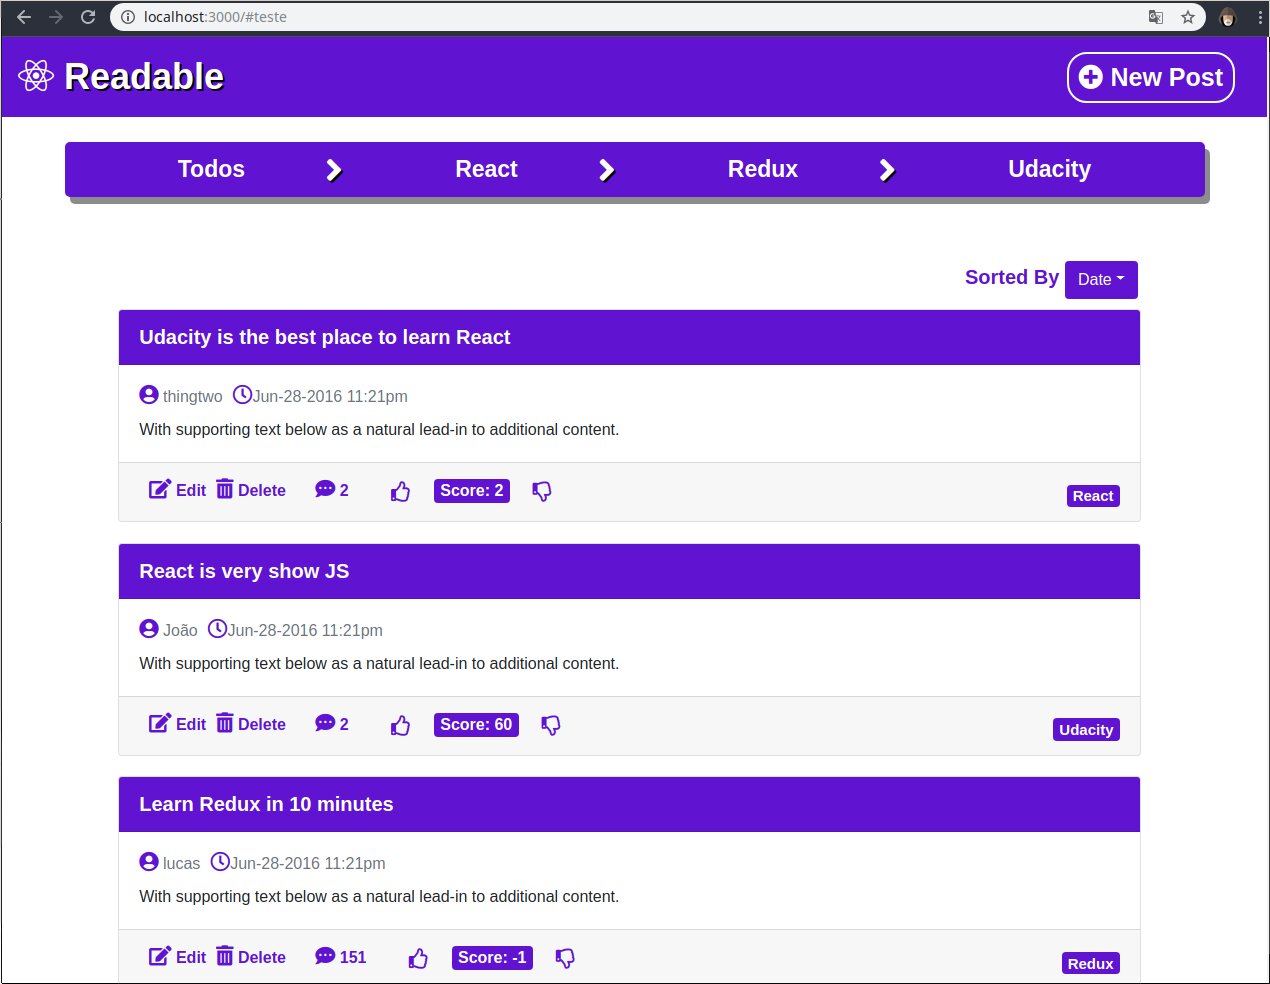 localhost:3000/#teste
Readable
New Post
Todos React Redux Udacity
Sorted By Date
Udacity is the best place to learn React
thingtwo Jun-28-2016 11:21pm
With supporting text below as a natural lead-in to additional content.
Edit Delete 2 Score: 2 React
React is very show JS
João Jun-28-2016 11:21pm
With supporting text below as a natural lead-in to additional content.
Edit Delete 2 Score: 60 Udacity
Learn Redux in 10 minutes
lucas Jun-28-2016 11:21pm
With supporting text below as a natural lead-in to additional content.
Edit Delete 151 Score: -1 Redux